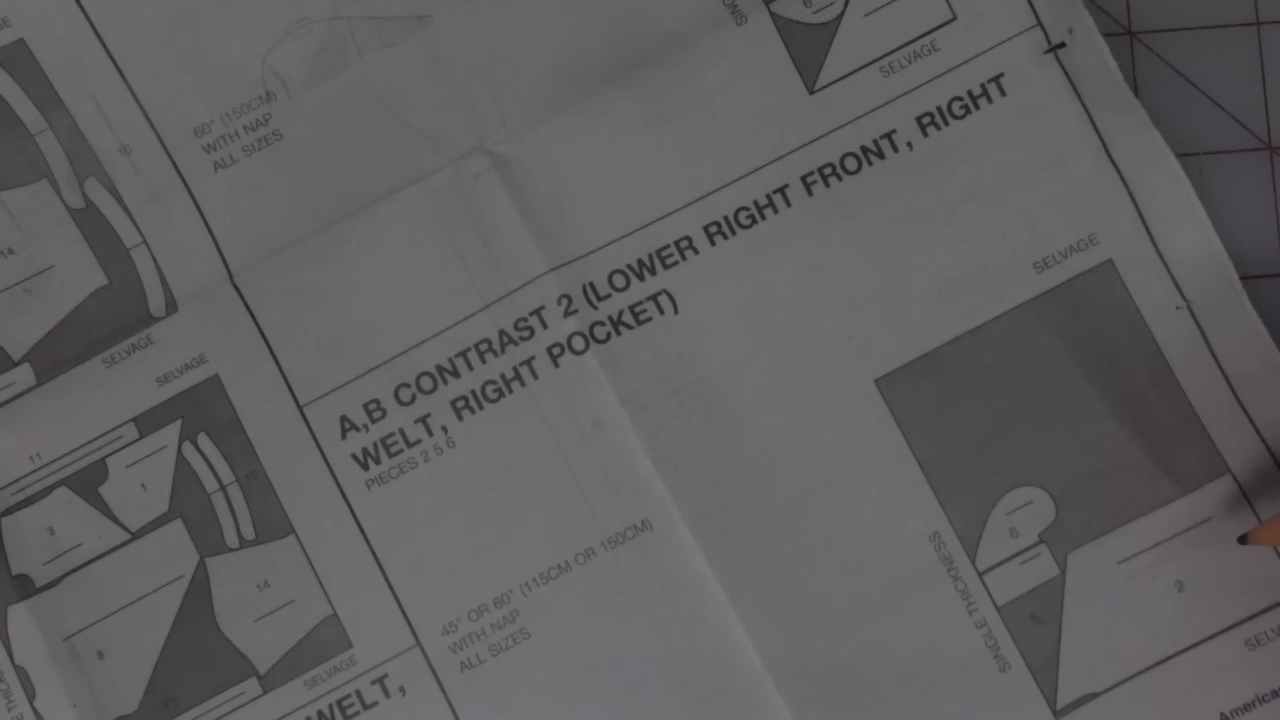 60" (150CM)
WITH NAP
ALL SIZES
SELVAGE
A,B CONTRAST 2 (LOWER RIGHT FRONT, RIGHT
WELT, RIGHT POCKET)
PIECES 2 5 6
45" OR 60" (115CM OR 150CM)
WITH NAP
ALL SIZES
SELVAGE
SINGLE THICKNESS
6
5
2
14
SELVAGE
SELVAGE
11
1
3
14
8
SELVAGE
WELT,
6